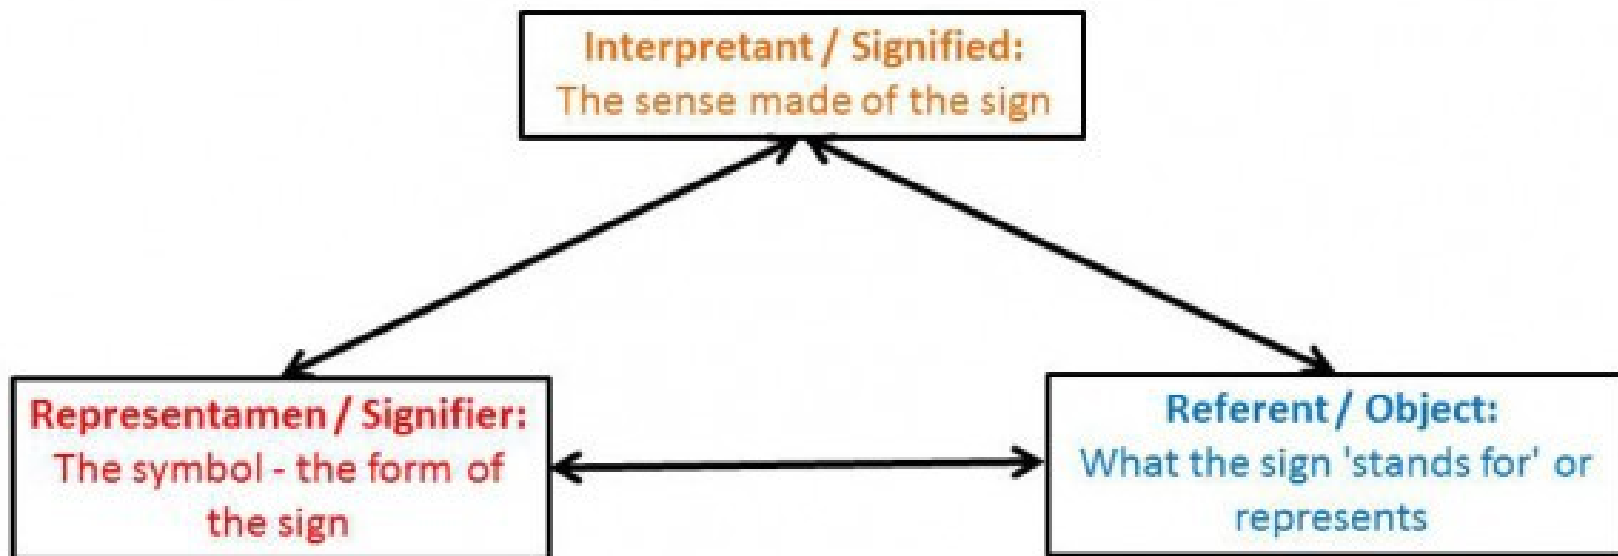 Interpretant / Signified:
The sense made of the sign
Representamen / Signifier:
The symbol - the form of
the sign
Referent / Object:
What the sign 'stands for' or
represents